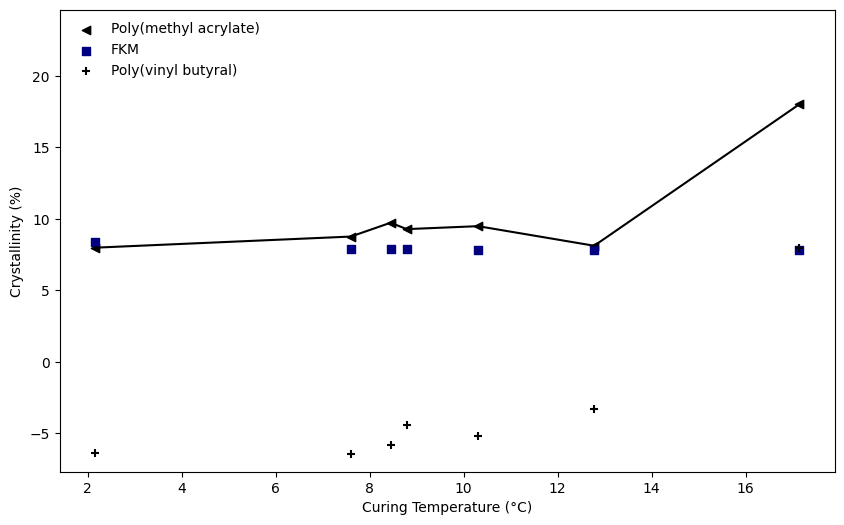 Poly(methyl acrylate)
FKM
Poly(vinyl butyral)
20
15
10
5
0
−5
2
4
6
8
10
12
14
16
Crystallinity (%)
Curing Temperature (°C)